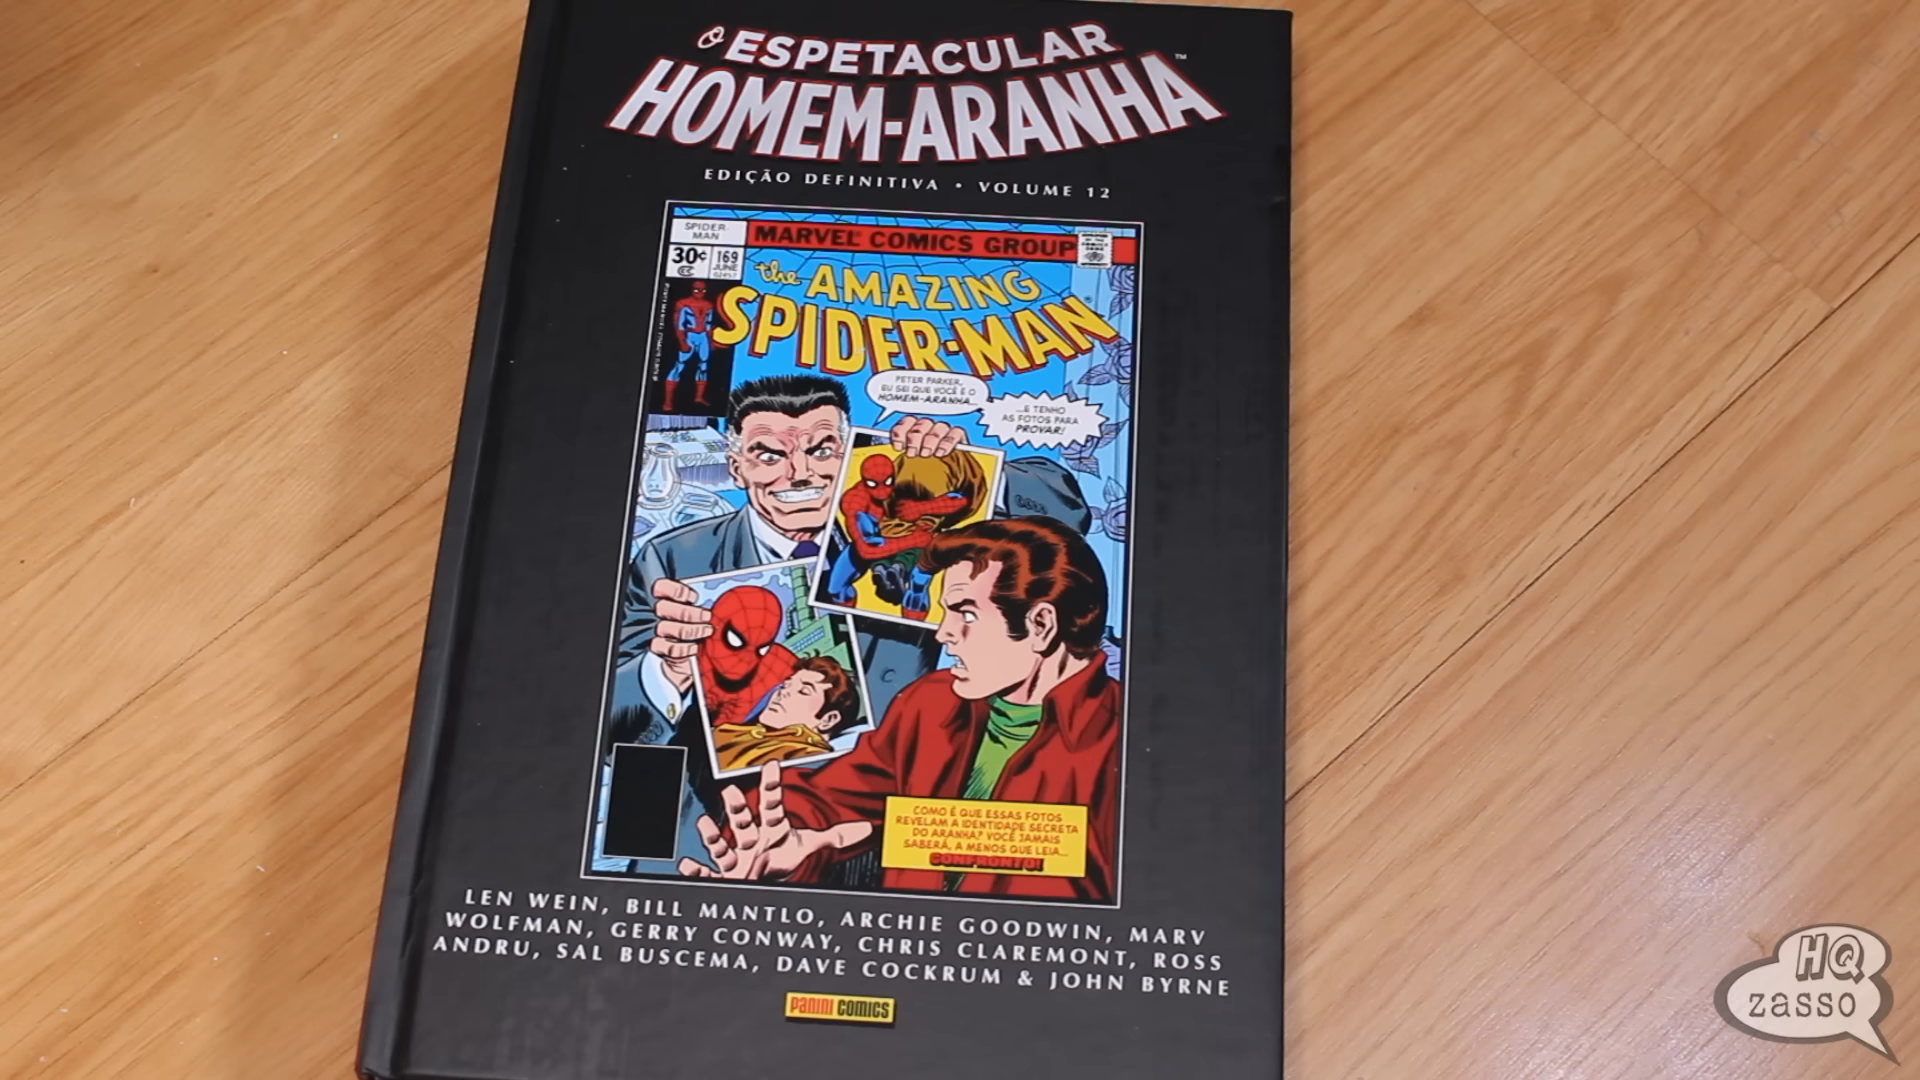 O ESPETACULAR
HOMEM-ARANHA™
EDIÇÃO DEFINITIVA • VOLUME 12
SPIDER-
MAN
MARVEL COMICS GROUP
30¢
169
JUNE
the AMAZING
SPIDER-MAN
PETER PARKER,
EU SEI QUE VOCÊ É O
HOMEM-ARANHA...
...E TENHO
AS FOTOS PARA
PROVAR!
COMO É QUE ESSAS FOTOS
REVELAM A IDENTIDADE SECRETA
DO ARANHA? VOCÊ JAMAIS
SABERÁ, A MENOS QUE LEIA...
CONFRONTO!
LEN WEIN, BILL MANTLO, ARCHIE GOODWIN, MARV
WOLFMAN, GERRY CONWAY, CHRIS CLAREMONT, ROSS
ANDRU, SAL BUSCEMA, DAVE COCKRUM & JOHN BYRNE
PANINI COMICS
HQ
zasso